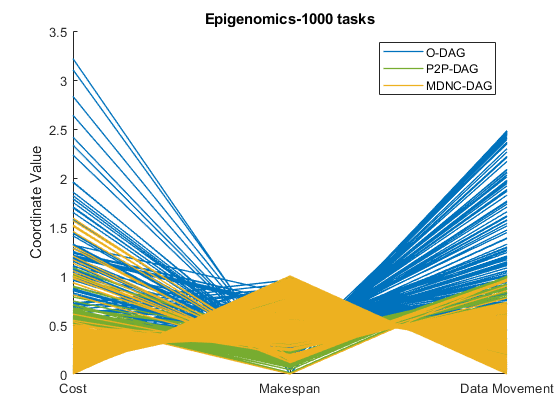 Epigenomics-1000 tasks
O-DAG
P2P-DAG
MDNC-DAG
Coordinate Value
3.5
3
2.5
2
1.5
1
0.5
0
Cost
Makespan
Data Movement